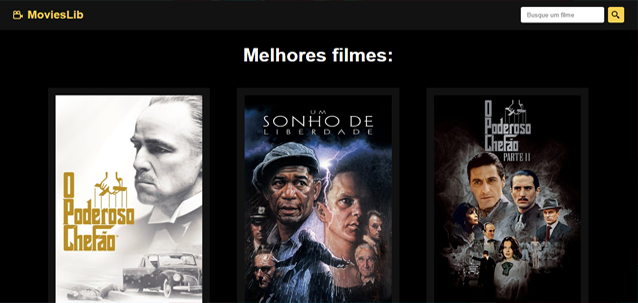 MoviesLib
Busque um filme
Melhores filmes:
O
Poderoso
Chefão
UM
SONHO DE
LIBERDADE
O
Poderoso
Chefão
PARTE II